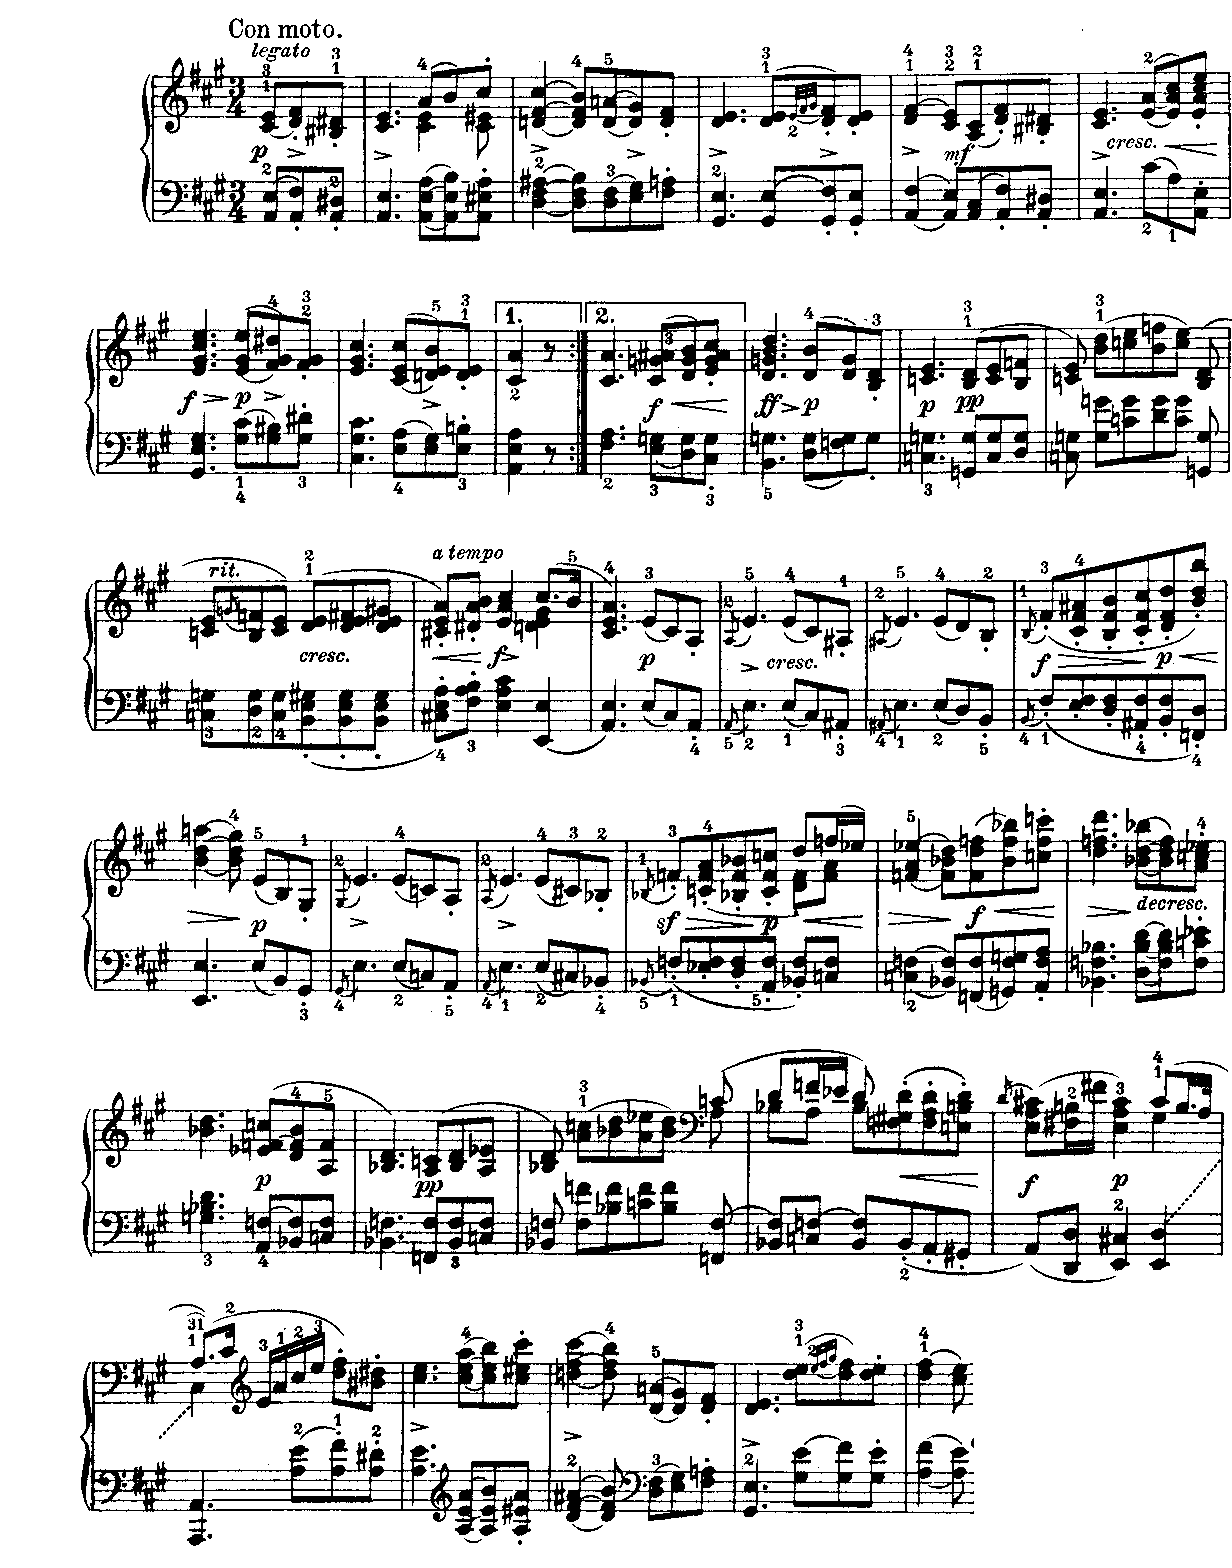 Con moto.
legato
p mf cresc.
1. 2.
f p f ff p p pp
rit. a tempo
cresc. f p cresc. f p
p sf p f decresc.
p pp f p